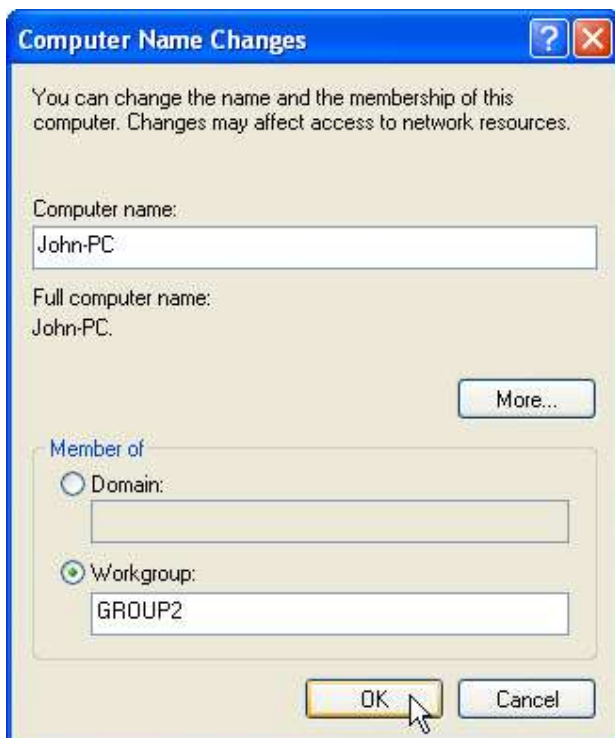 Computer Name Changes
You can change the name and the membership of this
computer. Changes may affect access to network resources.
Computer name:
John-PC
Full computer name:
John-PC.
More...
Member of
Domain:
Workgroup:
GROUP2
OK
Cancel